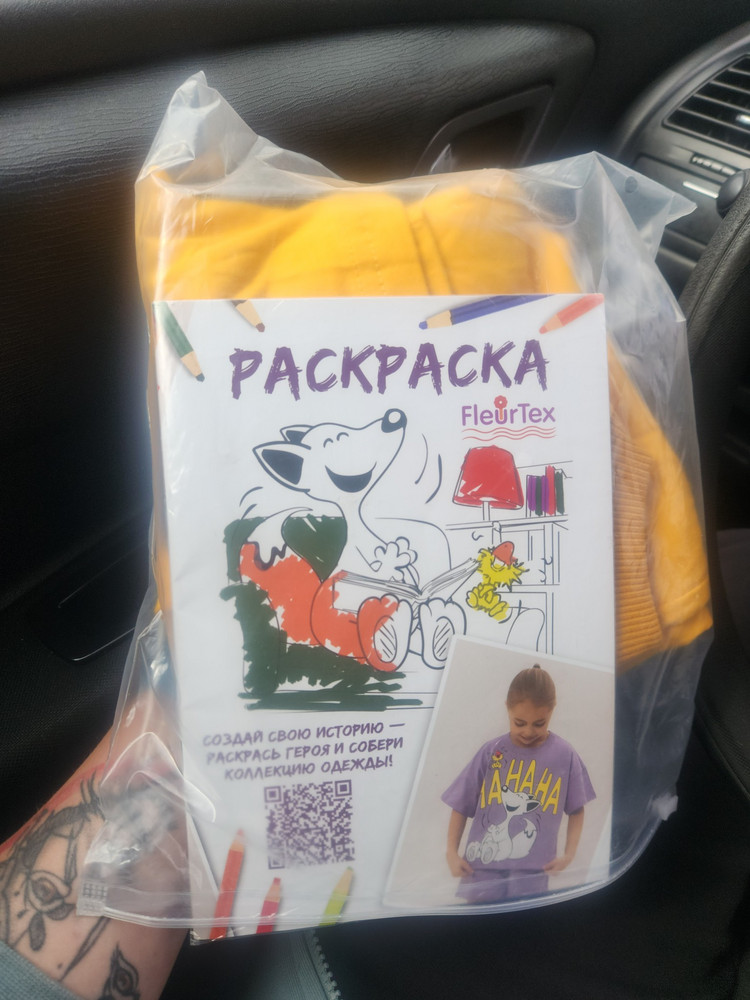 РАСКРАСКА
FleurTex
СОЗДАЙ СВОЮ ИСТОРИЮ —
РАСКРАСЬ ГЕРОЯ И СОБЕРИ
КОЛЛЕКЦИЮ ОДЕЖДЫ!
HAHAHA